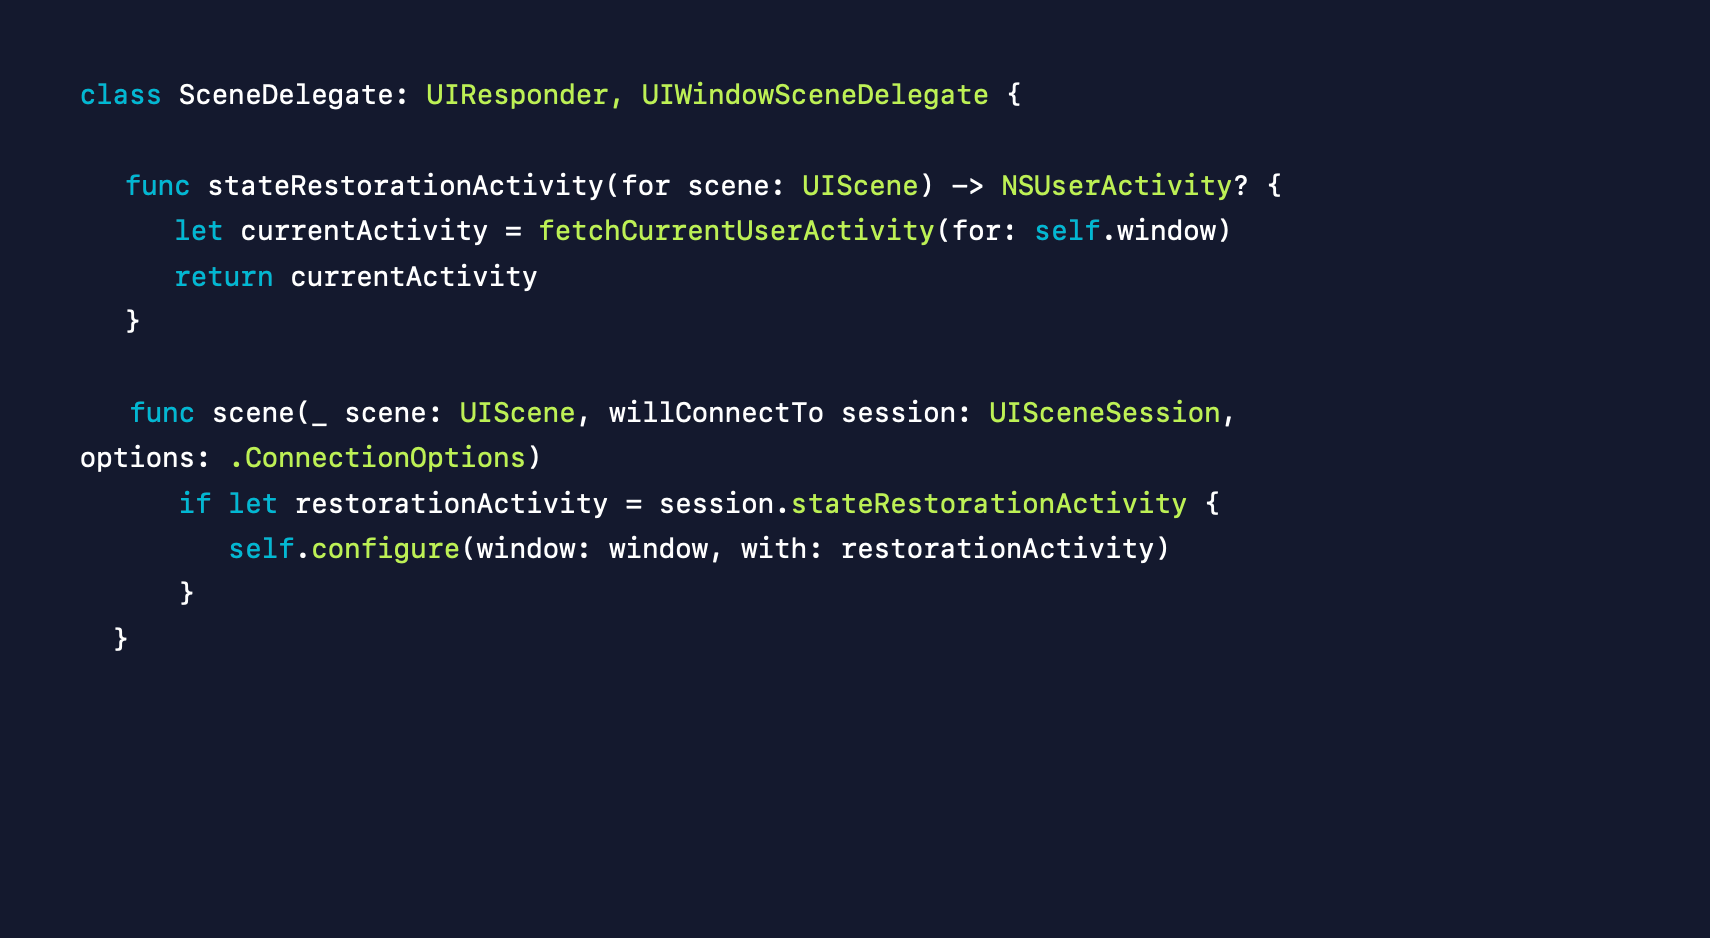 class SceneDelegate: UIResponder, UIWindowSceneDelegate {
func stateRestorationActivity(for scene: UIScene) -> NSUserActivity? {
let currentActivity = fetchCurrentUserActivity(for: self.window)
return currentActivity
}
func scene(_ scene: UIScene, willConnectTo session: UISceneSession,
options: .ConnectionOptions)
if let restorationActivity = session.stateRestorationActivity {
self.configure(window: window, with: restorationActivity)
}
}